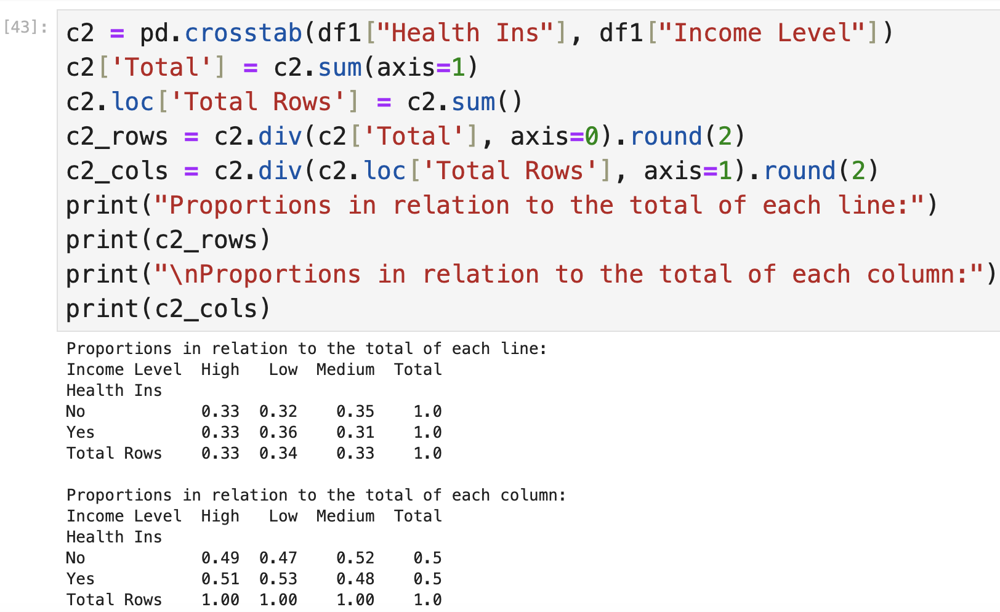 [43]: c2 = pd.crosstab(df1["Health Ins"], df1["Income Level"])
c2['Total'] = c2.sum(axis=1)
c2.loc['Total Rows'] = c2.sum()
c2_rows = c2.div(c2['Total'], axis=0).round(2)
c2_cols = c2.div(c2.loc['Total Rows'], axis=1).round(2)
print("Proportions in relation to the total of each line:")
print(c2_rows)
print("\nProportions in relation to the total of each column:")
print(c2_cols)
Proportions in relation to the total of each line:
Income Level  High   Low  Medium  Total
Health Ins
No            0.33  0.32    0.35    1.0
Yes           0.33  0.36    0.31    1.0
Total Rows    0.33  0.34    0.33    1.0

Proportions in relation to the total of each column:
Income Level  High   Low  Medium  Total
Health Ins
No            0.49  0.47    0.52    0.5
Yes           0.51  0.53    0.48    0.5
Total Rows    1.00  1.00    1.00    1.0